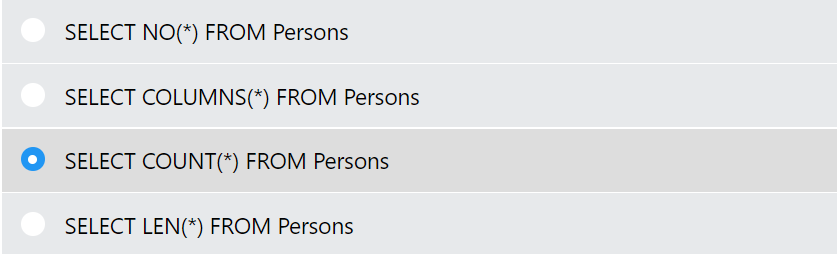 SELECT NO(*) FROM Persons
SELECT COLUMNS(*) FROM Persons
SELECT COUNT(*) FROM Persons
SELECT LEN(*) FROM Persons